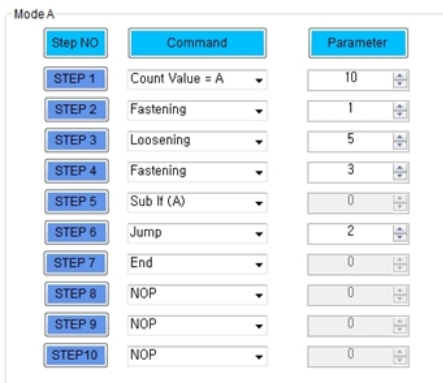 Mode A
Step NO Command Parameter
STEP 1 Count Value = A 10
STEP 2 Fastening 1
STEP 3 Loosening 5
STEP 4 Fastening 3
STEP 5 Sub If (A) 0
STEP 6 Jump 2
STEP 7 End 0
STEP 8 NOP 0
STEP 9 NOP 0
STEP10 NOP 0